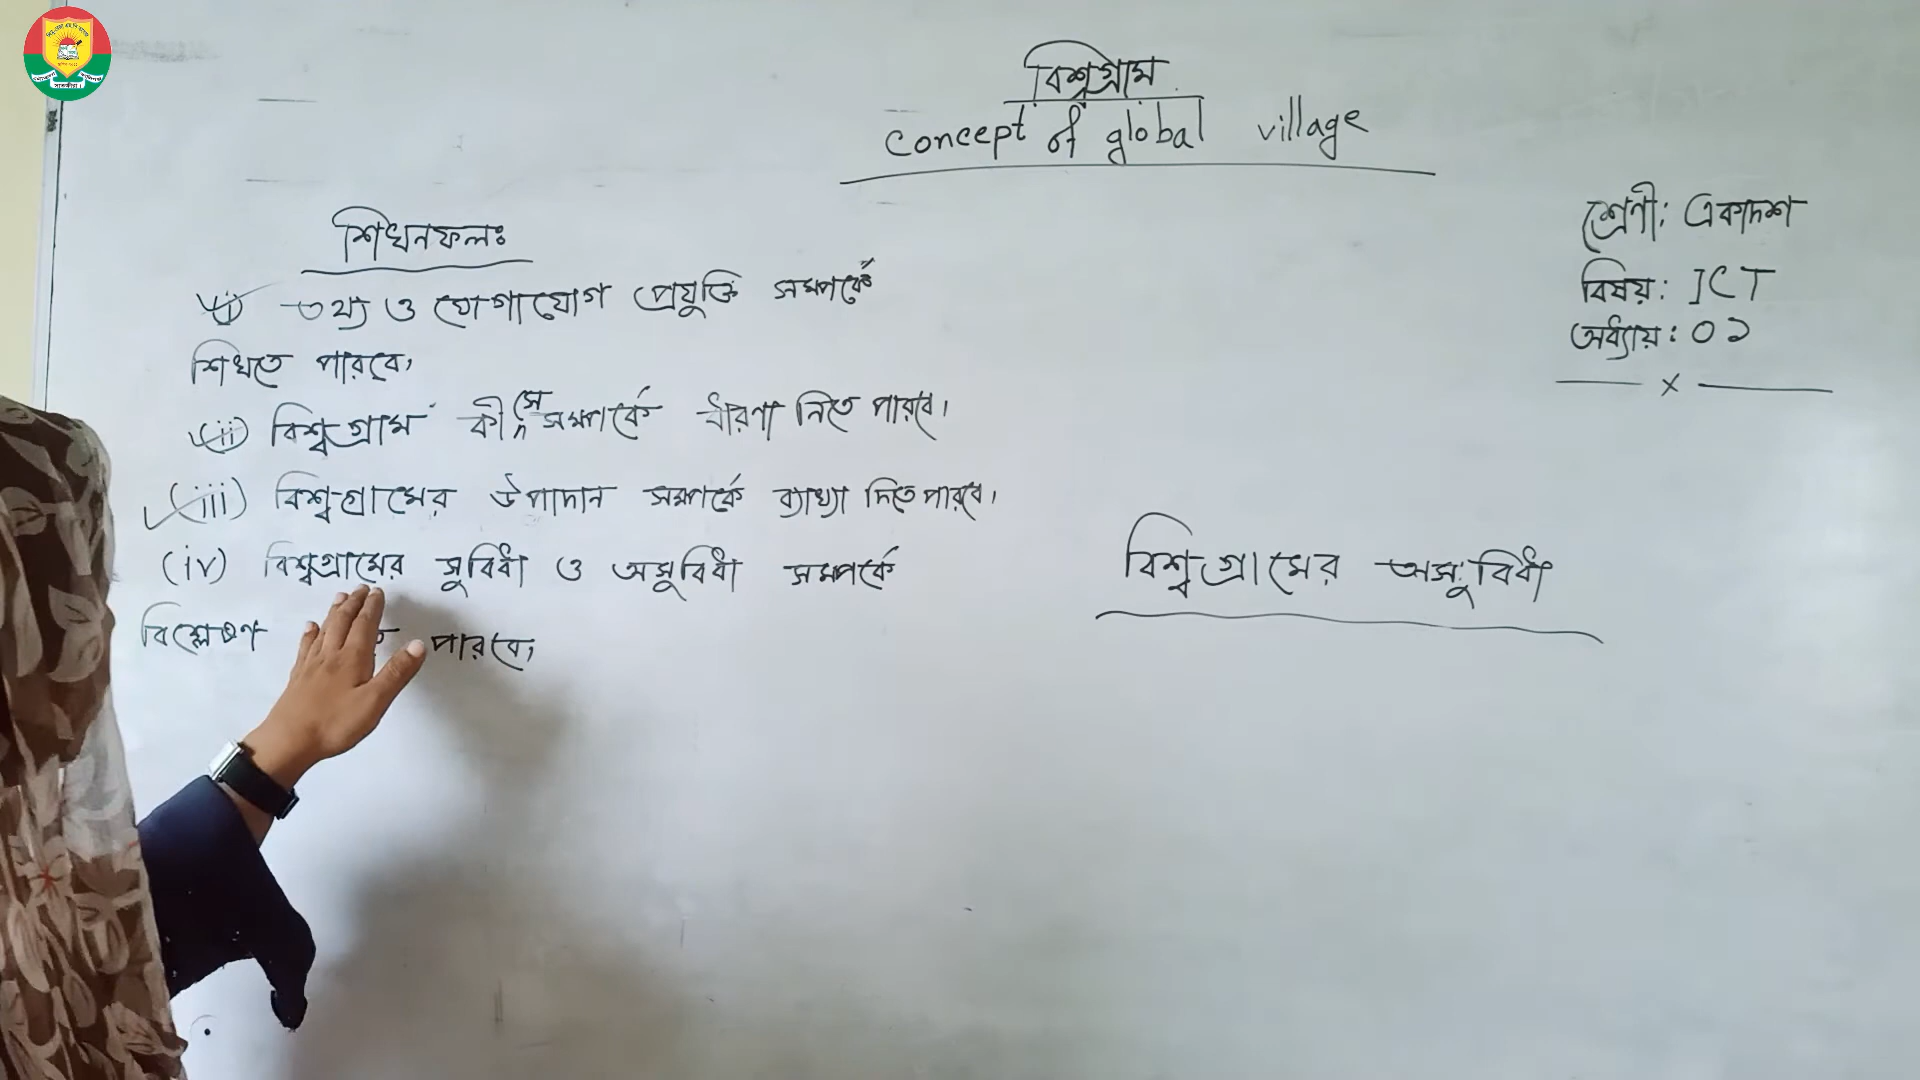 বিশ্বগ্রাম
concept of global village
শ্রেণী: একাদশ
বিষয়: ICT
অধ্যায়: ০১
x
শিখনফলঃ
(i) তথ্য ও যোগাযোগ প্রযুক্তি সম্পর্কে
শিখতে পারবে,
(ii) বিশ্বগ্রাম কী সে সম্পর্কে ধারণা নিতে পারবে।
(iii) বিশ্বগ্রামের উপাদান সম্পর্কে ব্যাখ্যা দিতে পারবে।
(iv) বিশ্বগ্রামের সুবিধা ও অসুবিধা সম্পর্কে
বিশ্লেষণ পারবে,
বিশ্বগ্রামের অসুবিধা